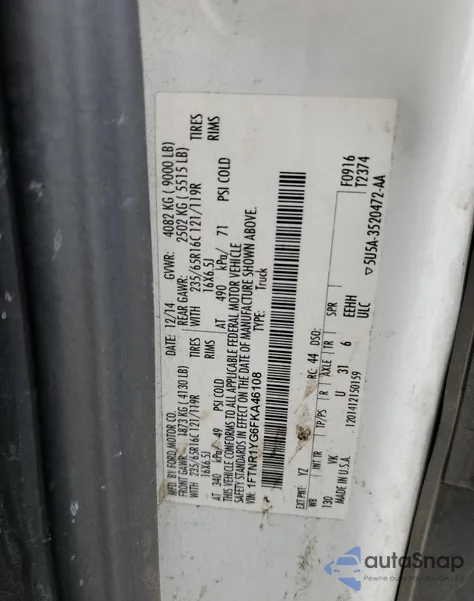 MFD. BY FORD MOTOR CO.
DATE: 12/14 GVWR: 4082 KG ( 9000 LB)
FRONT GAWR: 1873 KG ( 4130 LB) REAR GAWR: 2502 KG ( 5515 LB)
WITH 235/65R16C 121/119R TIRES WITH 235/65R16C 121/119R TIRES
16X6.5J RIMS 16X6.5J RIMS
AT 340 kPa/ 49 PSI COLD AT 490 kPa/ 71 PSI COLD
THIS VEHICLE CONFORMS TO ALL APPLICABLE FEDERAL MOTOR VEHICLE
SAFETY STANDARDS IN EFFECT ON THE DATE OF MANUFACTURE SHOWN ABOVE.
VIN: 1FTNR1YG6FKA46108 TYPE: Truck
F0916
T2374
EXT PNT: YZ RC: 44 DSO:
WB INT TR TP/PS R AXLE TR SPR
130 VK U 31 6 EEHH
MADE IN U.S.A. 1201412150159 ULC
▽ 5U5A-3520472-AA
autoSnap
Pewne auto